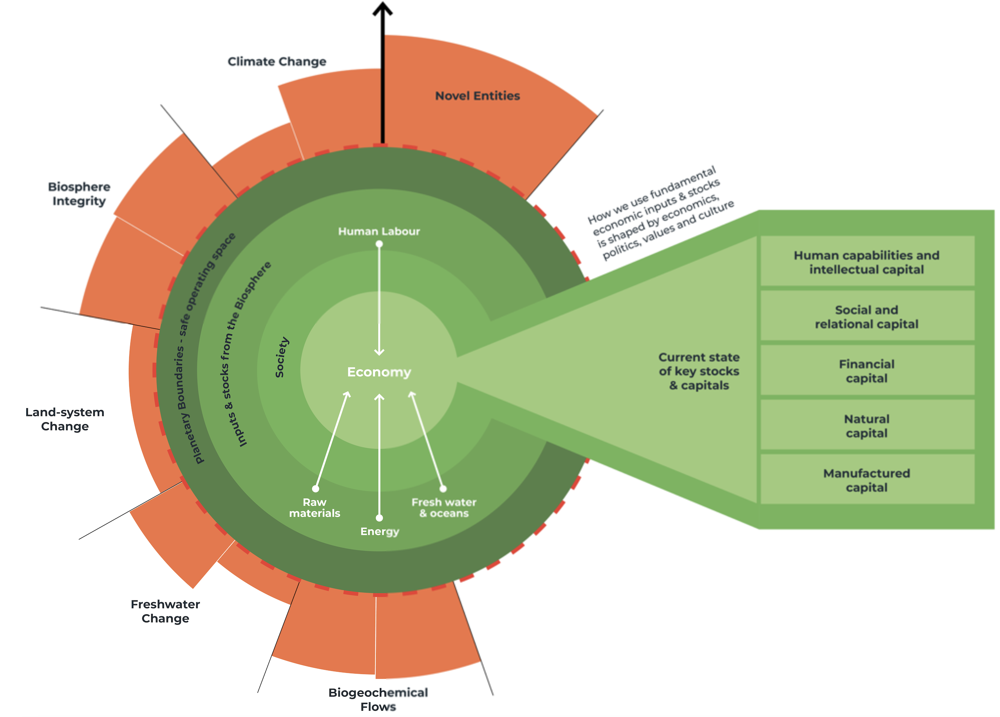 Climate Change
Novel Entities
Biosphere
Integrity
Land-system
Change
Freshwater
Change
Biogeochemical
Flows
Planetary Boundaries - safe operating space
Inputs & stocks from the Biosphere
Society
Human Labour
Economy
Raw
materials
Energy
Fresh water
& oceans
How we use fundamental
economic inputs & stocks
is shaped by economics,
politics, values and culture
Current state
of key stocks
& capitals
Human capabilities and
intellectual capital
Social and
relational capital
Financial
capital
Natural
capital
Manufactured
capital